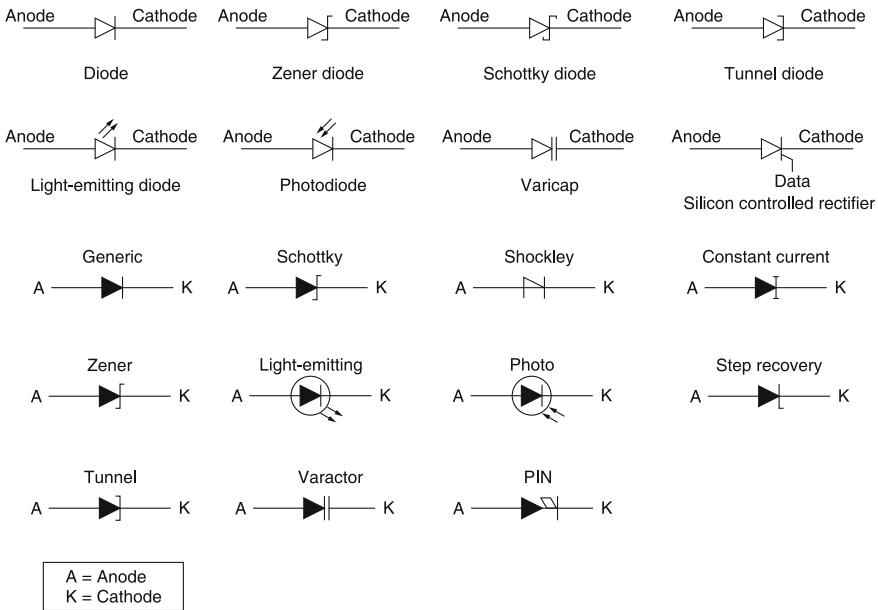 Anode Cathode Anode Cathode Anode Cathode Anode Cathode
Diode Zener diode Schottky diode Tunnel diode
Anode Cathode Anode Cathode Anode Cathode Anode Cathode
Light-emitting diode Photodiode Varicap Data
Silicon controlled rectifier
Generic Schottky Shockley Constant current
A K A K A K A K
Zener Light-emitting Photo Step recovery
A K A K A K A K
Tunnel Varactor PIN
A K A K A K
A = Anode
K = Cathode